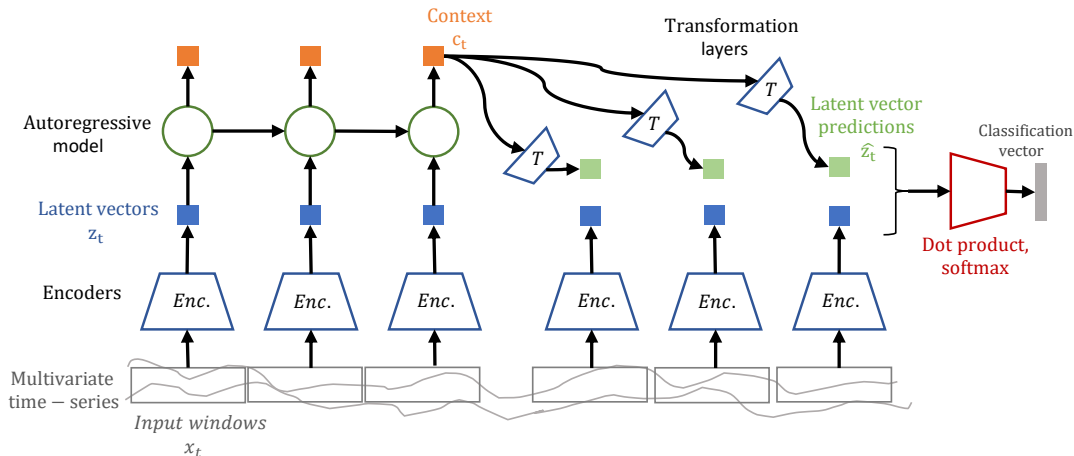 Context
c_t
Transformation
layers
T
T
T
Autoregressive
model
Latent vector
predictions
ẑ_t
Classification
vector
Latent vectors
z_t
Dot product,
softmax
Encoders
Enc.
Enc.
Enc.
Enc.
Enc.
Enc.
Multivariate
time − series
Input windows
x_t